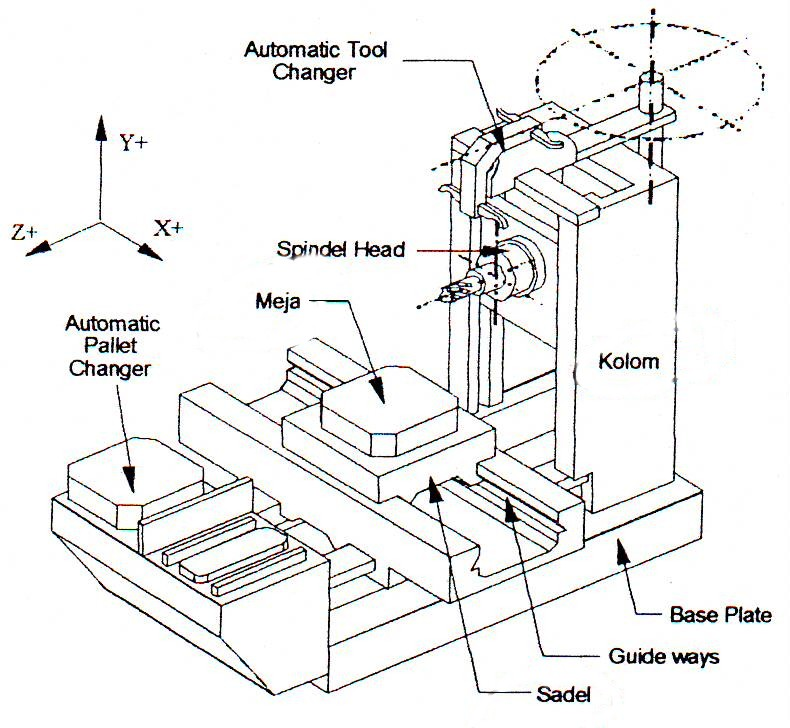 Automatic Tool
Changer
Y+
Z+
X+
Spindel Head
Meja
Automatic
Pallet
Changer
Kolom
Base Plate
Guide ways
Sadel